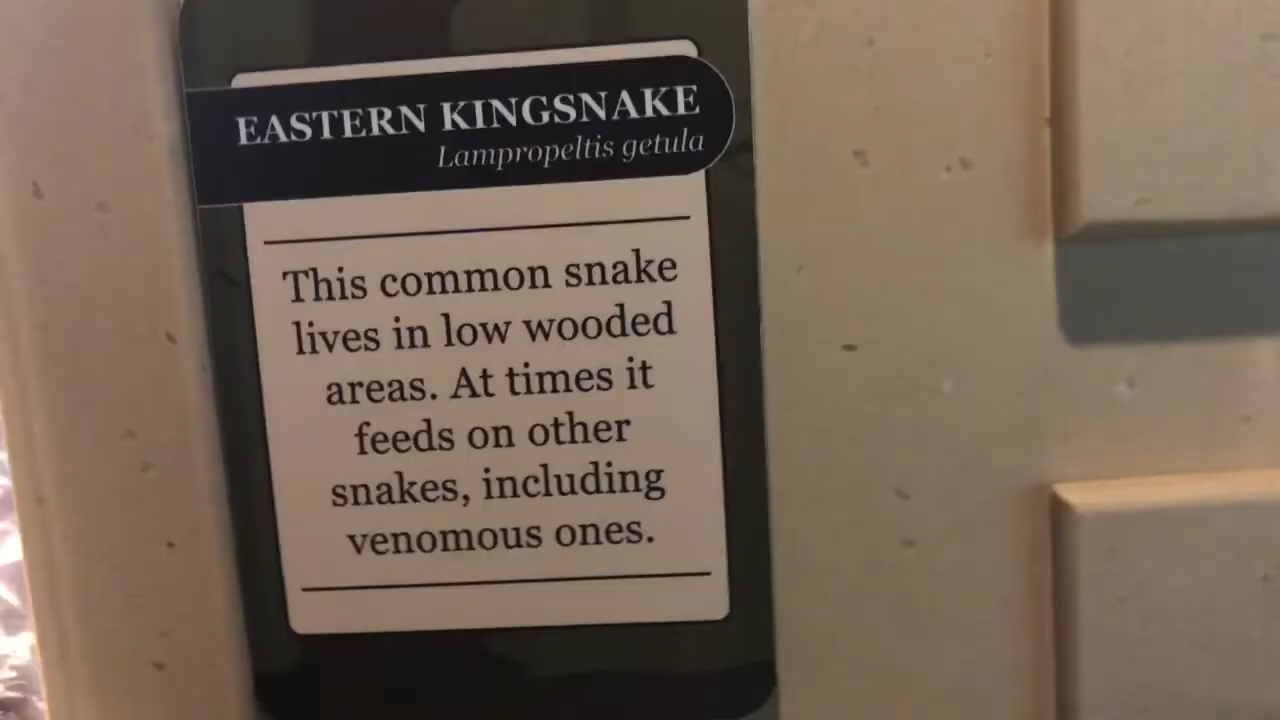 EASTERN KINGSNAKE
Lampropeltis getula
This common snake
lives in low wooded
areas. At times it
feeds on other
snakes, including
venomous ones.